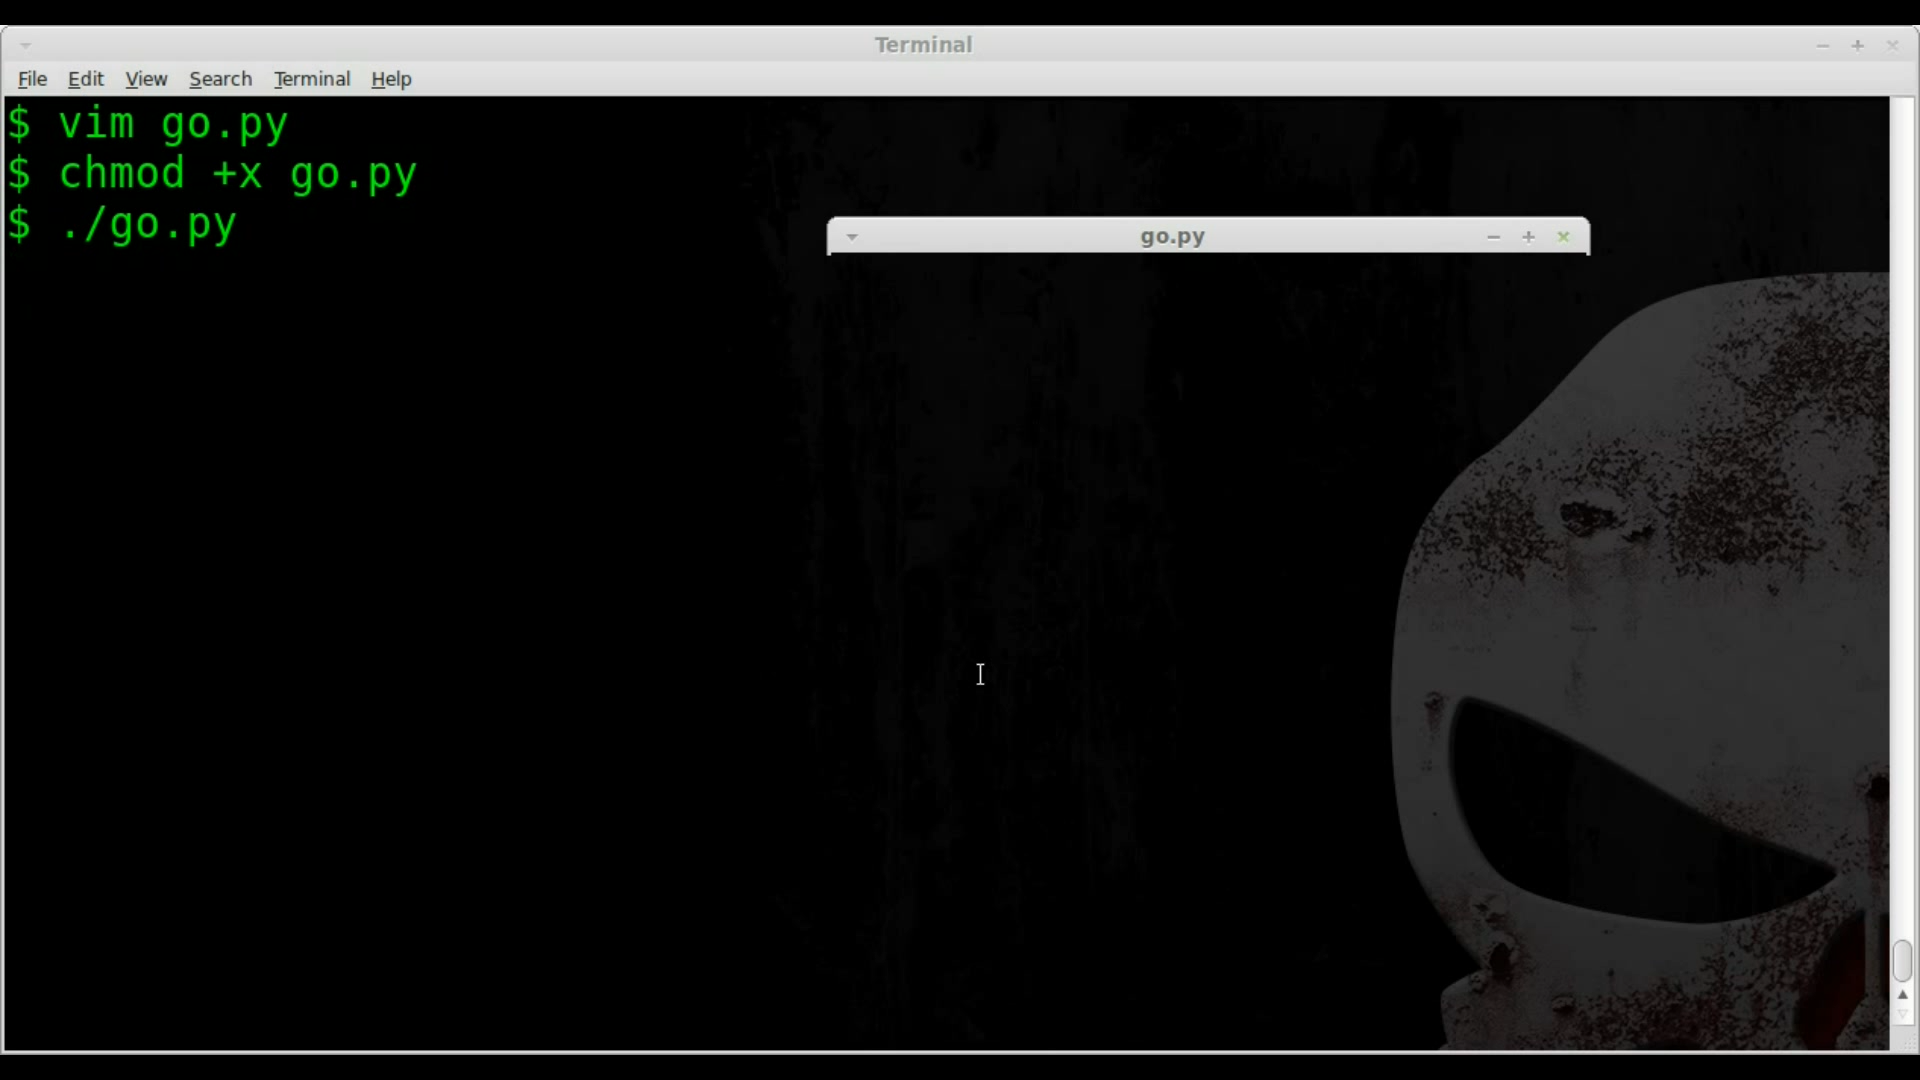 Terminal
File Edit View Search Terminal Help
$ vim go.py
$ chmod +x go.py
$ ./go.py
go.py